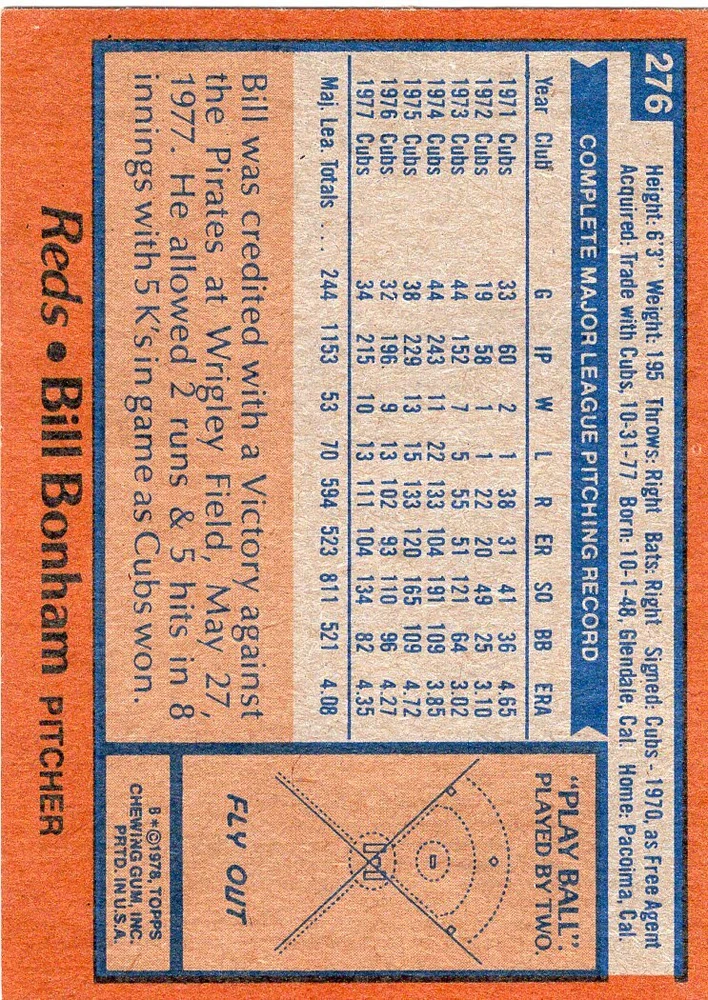 276
Height: 6'3" Weight: 195 Throws: Right Bats: Right Signed: Cubs - 1970, as Free Agent
Acquired: Trade with Cubs, 10-31-77 Born: 10-1-48, Glendale, Cal. Home: Pacoima, Cal.
COMPLETE MAJOR LEAGUE PITCHING RECORD
Year Club G IP W L R ER SO BB ERA
1971 Cubs 33 60 2 1 38 31 41 36 4.65
1972 Cubs 19 58 1 1 22 20 49 25 3.10
1973 Cubs 44 152 7 5 55 51 121 64 3.02
1974 Cubs 44 243 11 22 133 104 191 109 3.85
1975 Cubs 38 229 13 15 133 120 165 109 4.72
1976 Cubs 32 196 9 13 102 93 110 96 4.27
1977 Cubs 34 215 10 13 111 104 134 82 4.35
Maj. Lea. Totals ... 244 1153 53 70 594 523 811 521 4.08
Bill was credited with a Victory against
the Pirates at Wrigley Field, May 27,
1977. He allowed 2 runs & 5 hits in 8
innings with 5 K's in game as Cubs won.
"PLAY BALL":
PLAYED BY TWO.
FLY OUT
B*©1978, TOPPS
CHEWING GUM, INC.
PRTD. IN U.S.A.
Reds • Bill Bonham PITCHER